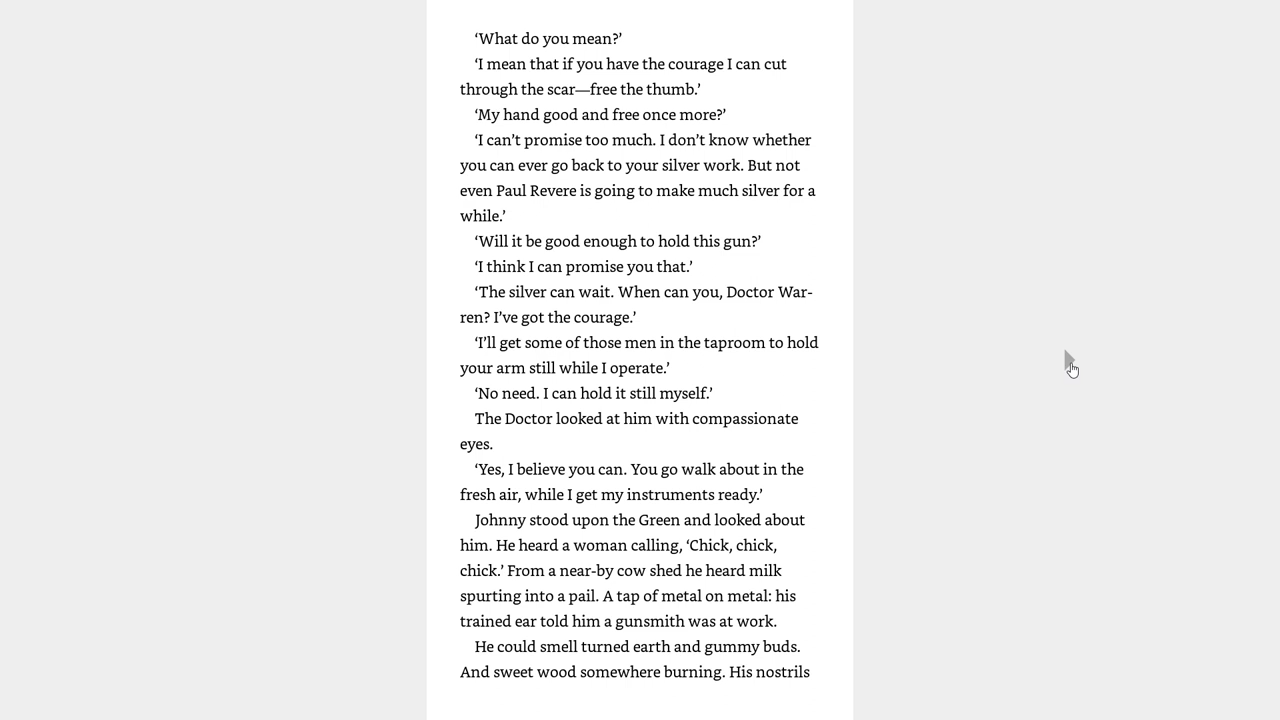 ‘What do you mean?’
‘I mean that if you have the courage I can cut
through the scar—free the thumb.’
‘My hand good and free once more?’
‘I can’t promise too much. I don’t know whether
you can ever go back to your silver work. But not
even Paul Revere is going to make much silver for a
while.’
‘Will it be good enough to hold this gun?’
‘I think I can promise you that.’
‘The silver can wait. When can you, Doctor War-
ren? I’ve got the courage.’
‘I’ll get some of those men in the taproom to hold
your arm still while I operate.’
‘No need. I can hold it still myself.’
The Doctor looked at him with compassionate
eyes.
‘Yes, I believe you can. You go walk about in the
fresh air, while I get my instruments ready.’
Johnny stood upon the Green and looked about
him. He heard a woman calling, ‘Chick, chick,
chick.’ From a near-by cow shed he heard milk
spurting into a pail. A tap of metal on metal: his
trained ear told him a gunsmith was at work.
He could smell turned earth and gummy buds.
And sweet wood somewhere burning. His nostrils